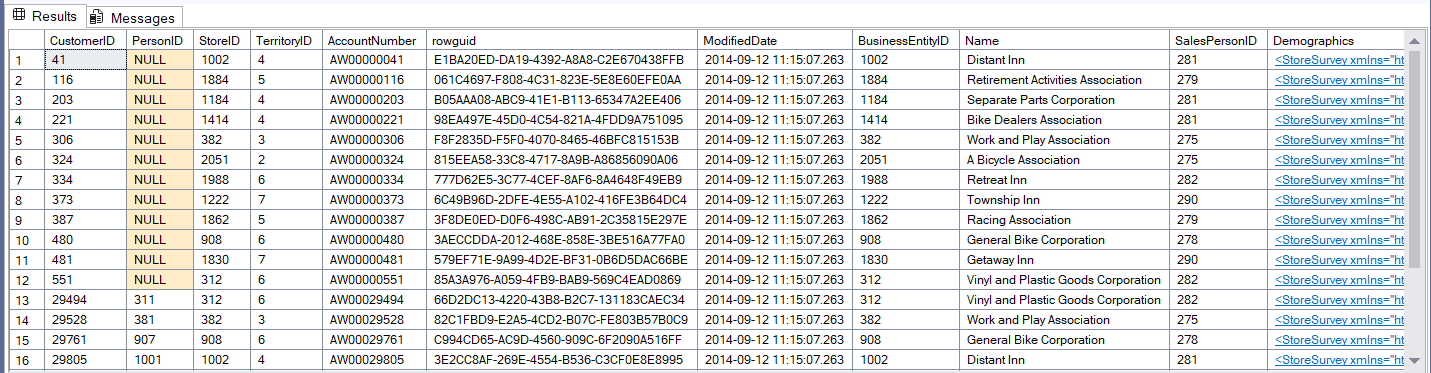 Results Messages
CustomerID PersonID StoreID TerritoryID AccountNumber rowguid ModifiedDate BusinessEntityID Name SalesPersonID Demographics
1 41 NULL 1002 4 AW00000041 E1BA20ED-DA19-4392-A8A8-C2E670438FFB 2014-09-12 11:15:07.263 1002 Distant Inn 281 <StoreSurvey xmlns="ht
2 116 NULL 1884 5 AW00000116 061C4697-F808-4C31-823E-5E8E60EFE0AA 2014-09-12 11:15:07.263 1884 Retirement Activities Association 279 <StoreSurvey xmlns="ht
3 203 NULL 1184 4 AW00000203 B05AAA08-ABC9-41E1-B113-65347A2EE406 2014-09-12 11:15:07.263 1184 Separate Parts Corporation 281 <StoreSurvey xmlns="ht
4 221 NULL 1414 4 AW00000221 98EA497E-45D0-4C54-821A-4FDD9A751095 2014-09-12 11:15:07.263 1414 Bike Dealers Association 281 <StoreSurvey xmlns="ht
5 306 NULL 382 3 AW00000306 F8F2835D-F5F0-4070-8465-46BFC815153B 2014-09-12 11:15:07.263 382 Work and Play Association 275 <StoreSurvey xmlns="ht
6 324 NULL 2051 2 AW00000324 815EEA58-33C8-4717-8A9B-A86856090A06 2014-09-12 11:15:07.263 2051 A Bicycle Association 275 <StoreSurvey xmlns="ht
7 334 NULL 1988 6 AW00000334 777D62E5-3C77-4CEF-8AF6-8A4648F49EB9 2014-09-12 11:15:07.263 1988 Retreat Inn 282 <StoreSurvey xmlns="ht
8 373 NULL 1222 7 AW00000373 6C49B96D-2DFE-4E55-A102-416FE3B64DC4 2014-09-12 11:15:07.263 1222 Township Inn 290 <StoreSurvey xmlns="ht
9 387 NULL 1862 5 AW00000387 3F8DE0ED-D0F6-498C-AB91-2C35815E297E 2014-09-12 11:15:07.263 1862 Racing Association 279 <StoreSurvey xmlns="ht
10 480 NULL 908 6 AW00000480 3AECCDDA-2012-468E-858E-3BE516A77FA0 2014-09-12 11:15:07.263 908 General Bike Corporation 278 <StoreSurvey xmlns="ht
11 481 NULL 1830 7 AW00000481 579EF71E-9A99-4D2E-BF31-0B6D5DAC66BE 2014-09-12 11:15:07.263 1830 Getaway Inn 290 <StoreSurvey xmlns="ht
12 551 NULL 312 6 AW00000551 85A3A976-A059-4FB9-BAB9-569C4EAD0869 2014-09-12 11:15:07.263 312 Vinyl and Plastic Goods Corporation 282 <StoreSurvey xmlns="ht
13 29494 311 312 6 AW00029494 66D2DC13-4220-43B8-B2C7-131183CAEC34 2014-09-12 11:15:07.263 312 Vinyl and Plastic Goods Corporation 282 <StoreSurvey xmlns="ht
14 29528 381 382 3 AW00029528 82C1FBD9-E2A5-4CD2-B07C-FE803B57B0C9 2014-09-12 11:15:07.263 382 Work and Play Association 275 <StoreSurvey xmlns="ht
15 29761 907 908 6 AW00029761 C994CD65-AC9D-4560-909C-6F2090A516FF 2014-09-12 11:15:07.263 908 General Bike Corporation 278 <StoreSurvey xmlns="ht
16 29805 1001 1002 4 AW00029805 3E2CC8AF-269E-4554-B536-C3CF0E8E8995 2014-09-12 11:15:07.263 1002 Distant Inn 281 <StoreSurvey xmlns="ht